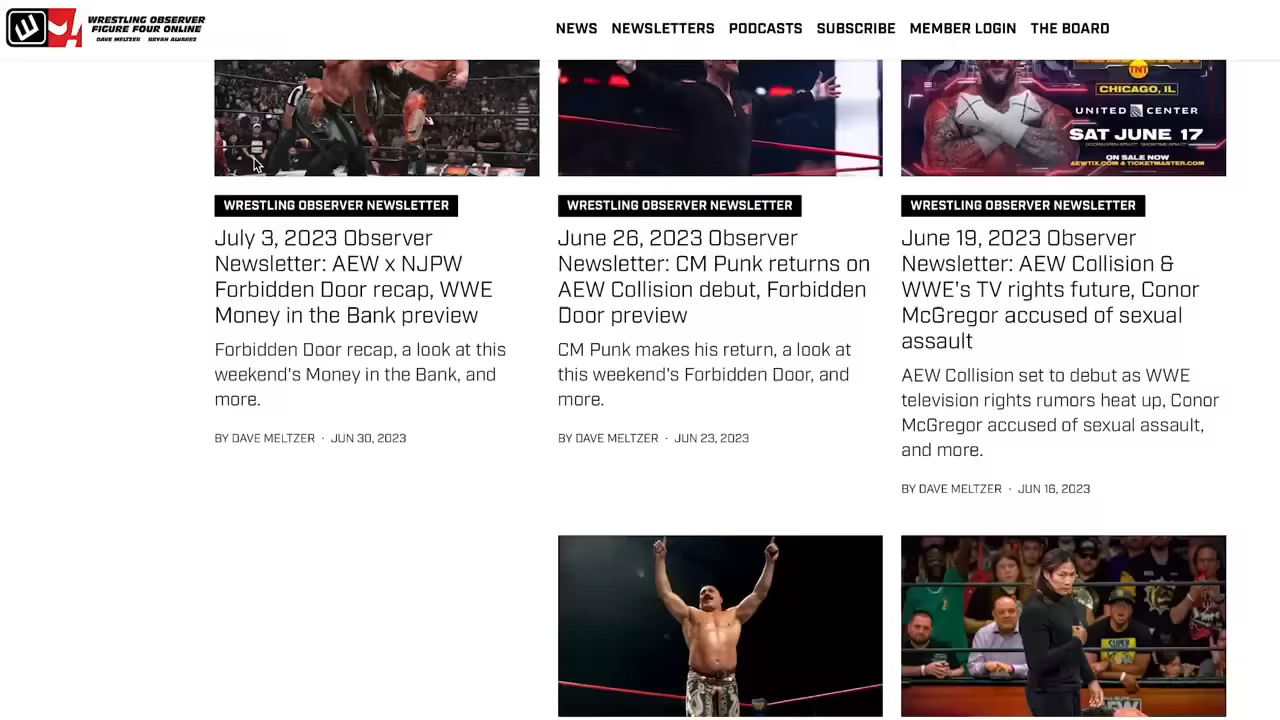 WRESTLING OBSERVER
FIGURE FOUR ONLINE
DAVE MELTZER BRYAN ALVAREZ
NEWS NEWSLETTERS PODCASTS SUBSCRIBE MEMBER LOGIN THE BOARD
TNT
CHICAGO, IL
UNITED CENTER
SAT JUNE 17
ON SALE NOW
AEWTIX.COM & TICKETMASTER.COM
WRESTLING OBSERVER NEWSLETTER
July 3, 2023 Observer
Newsletter: AEW x NJPW
Forbidden Door recap, WWE
Money in the Bank preview
Forbidden Door recap, a look at this
weekend's Money in the Bank, and
more.
BY DAVE MELTZER · JUN 30, 2023
WRESTLING OBSERVER NEWSLETTER
June 26, 2023 Observer
Newsletter: CM Punk returns on
AEW Collision debut, Forbidden
Door preview
CM Punk makes his return, a look at
this weekend's Forbidden Door, and
more.
BY DAVE MELTZER · JUN 23, 2023
WRESTLING OBSERVER NEWSLETTER
June 19, 2023 Observer
Newsletter: AEW Collision &
WWE's TV rights future, Conor
McGregor accused of sexual
assault
AEW Collision set to debut as WWE
television rights rumors heat up, Conor
McGregor accused of sexual assault,
and more.
BY DAVE MELTZER · JUN 16, 2023
SUPER
AEW